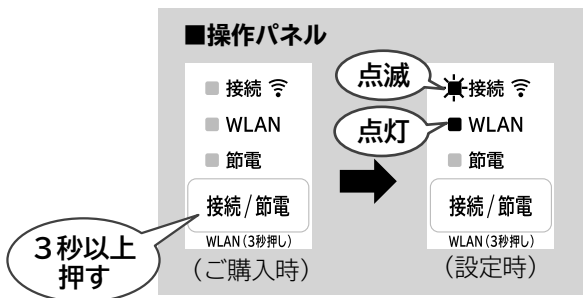 ■操作パネル
接続
WLAN
節電
接続/節電
WLAN(3秒押し)
(ご購入時)
3秒以上
押す
点滅
点灯
接続
WLAN
節電
接続/節電
WLAN(3秒押し)
(設定時)